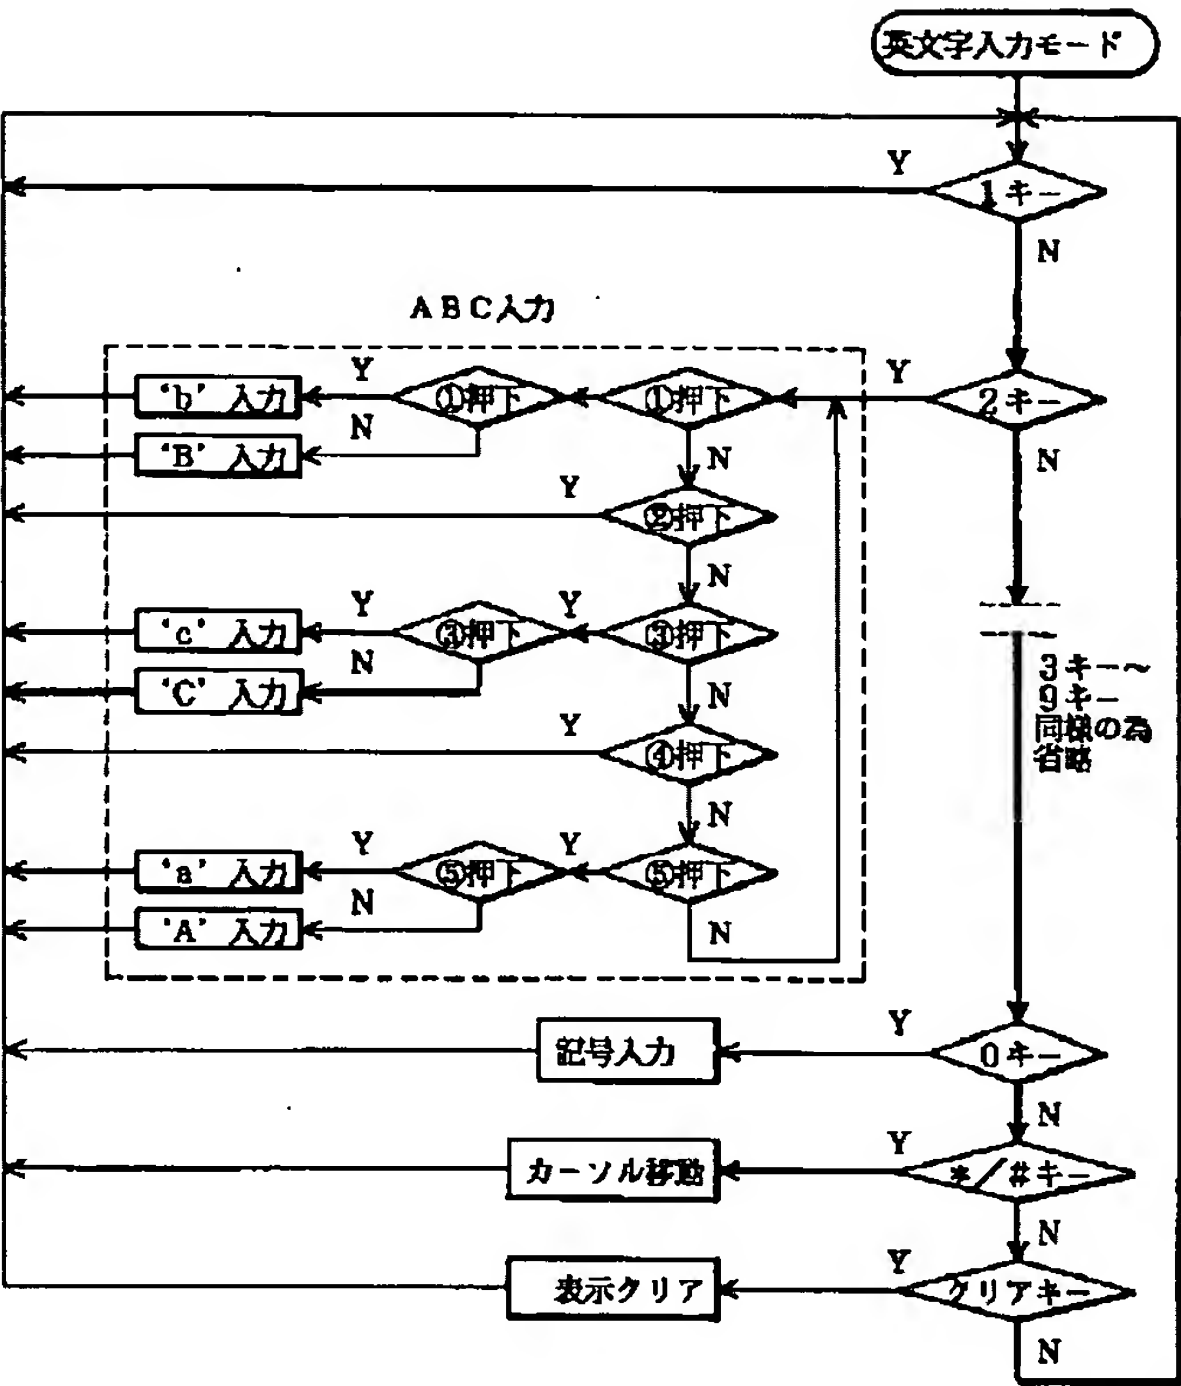 英文字入力モード
Y
1キー
N
ABC入力
Y
'b' 入力
Y
①押下
①押下
2キー
N
'B' 入力
N
N
Y
②押下
N
'c' 入力
Y
③押下
Y
③押下
3キー～
9キー
同様の為
省略
N
'C' 入力
N
Y
④押下
N
'a' 入力
Y
⑤押下
Y
⑤押下
N
'A' 入力
N
Y
記号入力
0キー
N
Y
カーソル移動
*/#キー
N
Y
表示クリア
クリアキー
N